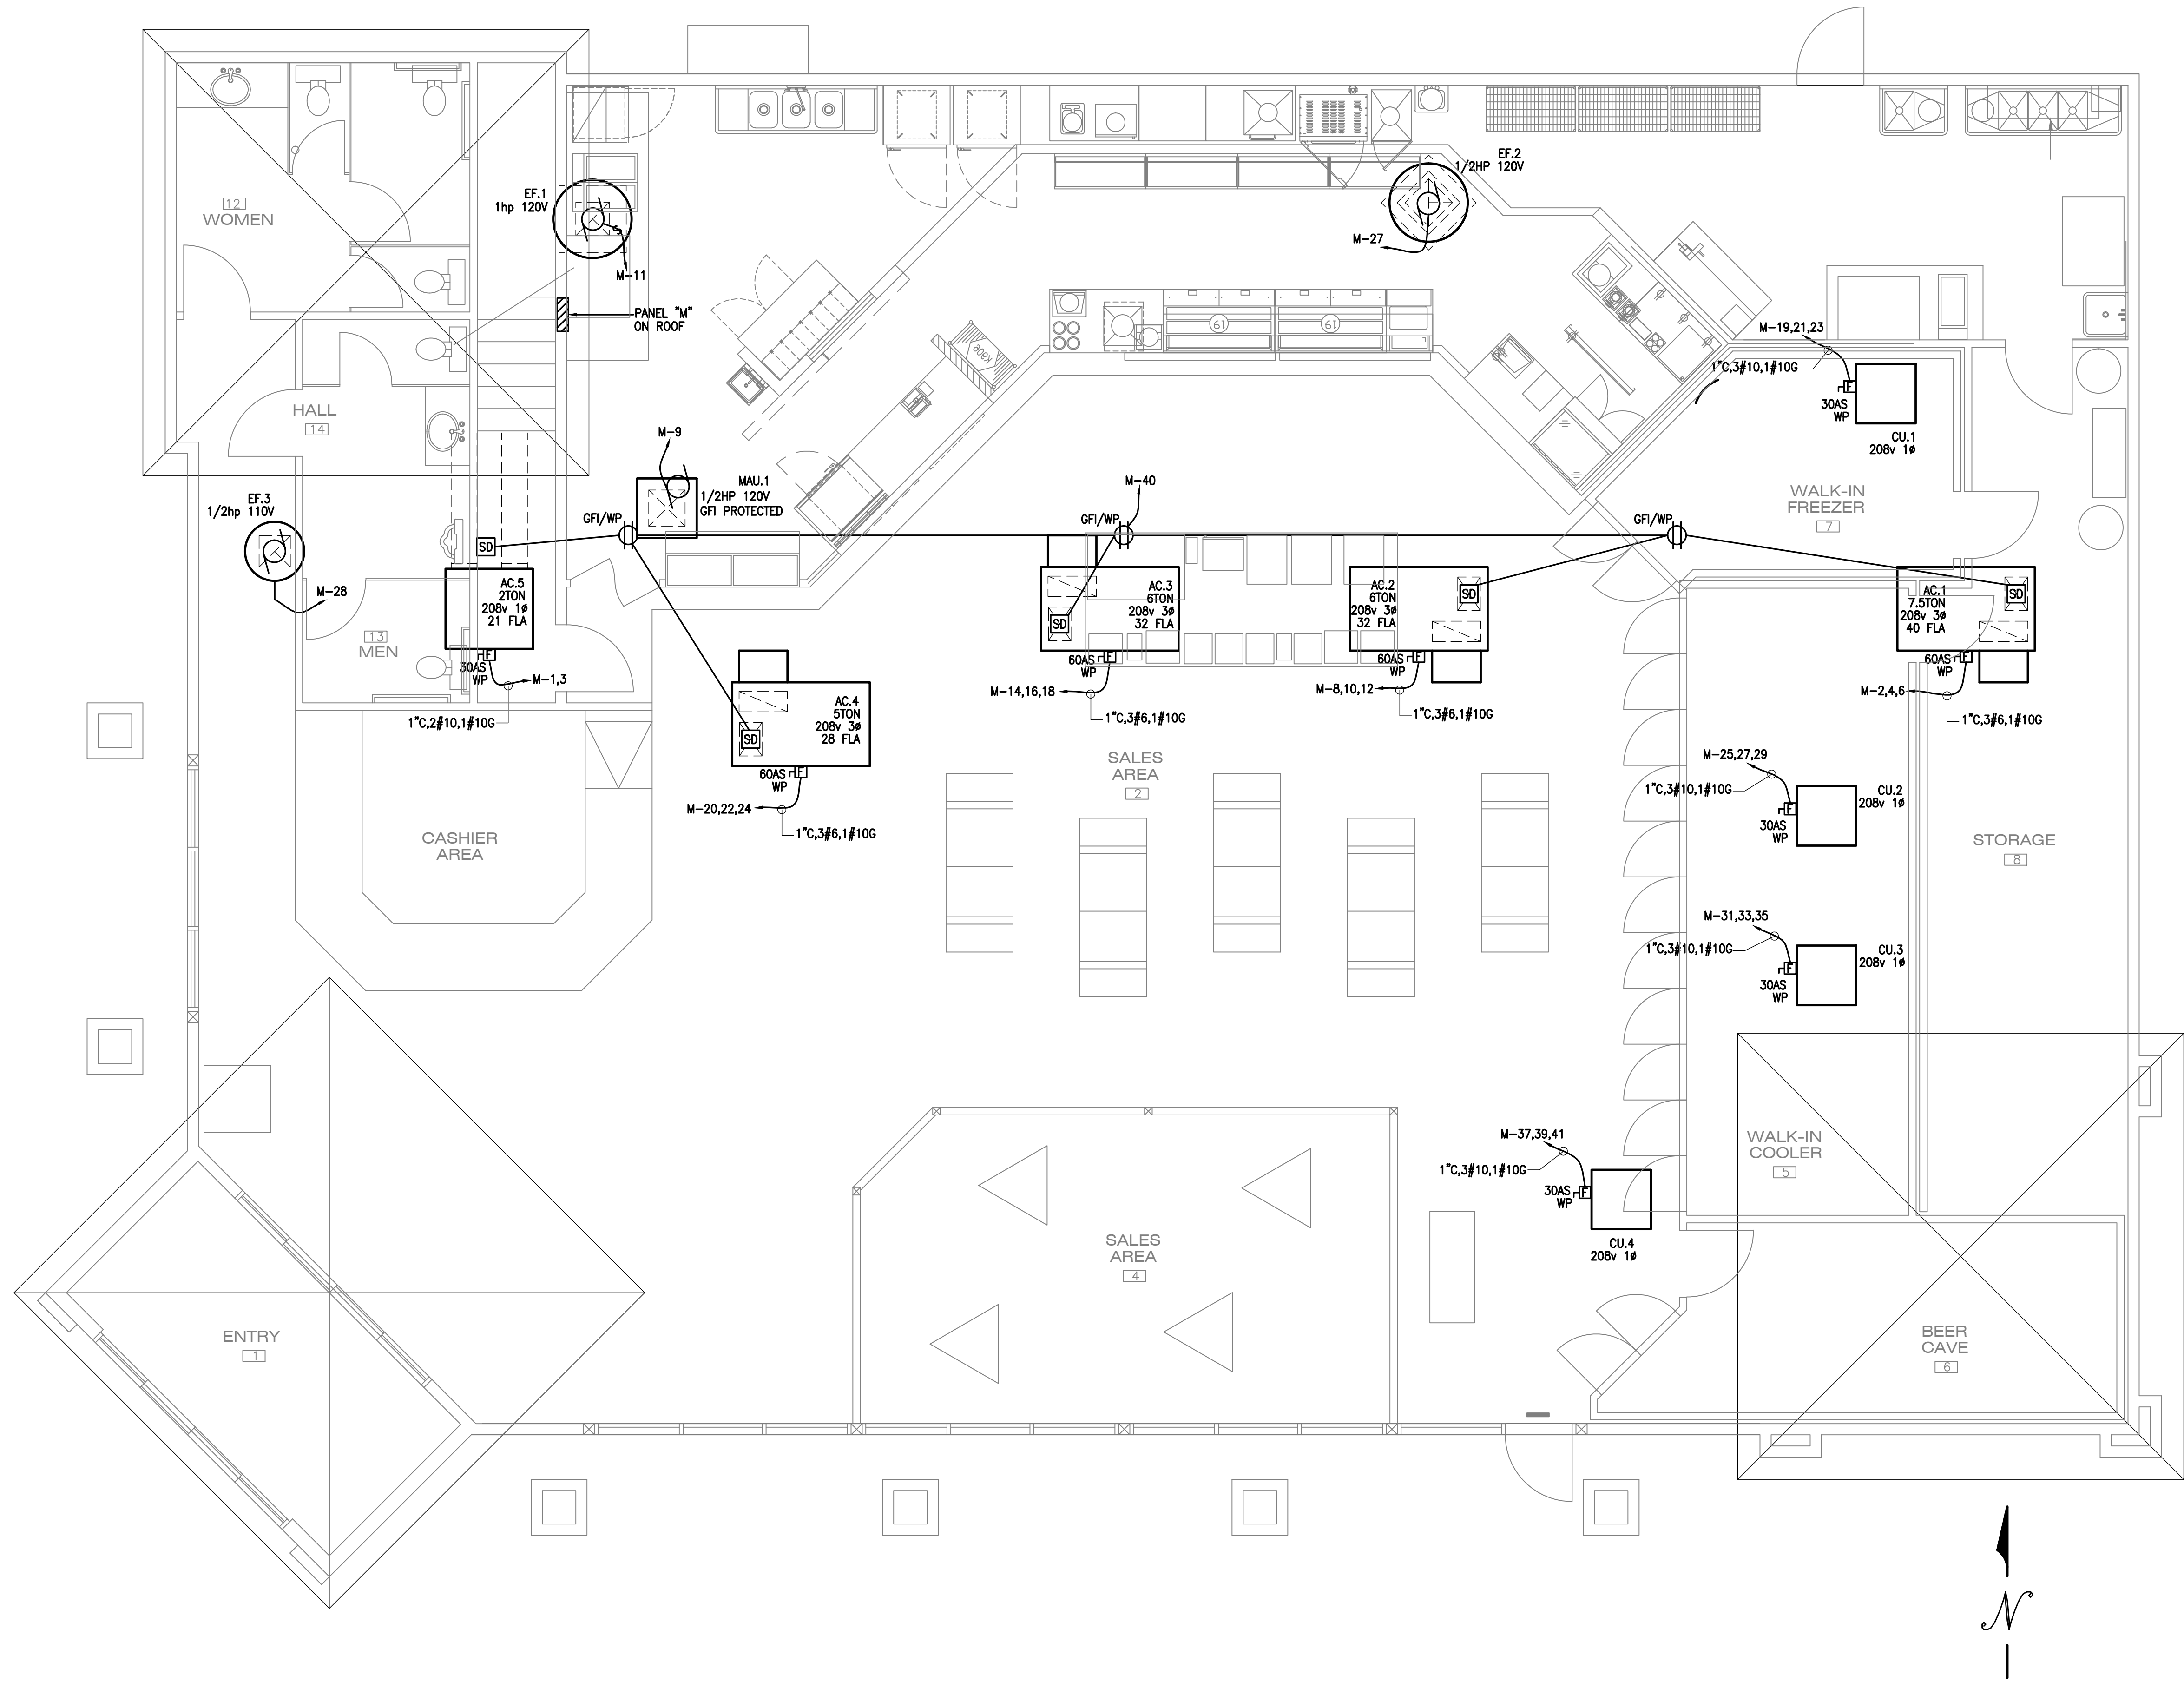 EF.2
1/2HP 120V
M-27
EF.1
1hp 120V
M-11
12
WOMEN
PANEL "M"
ON ROOF
19
19
M-19,21,23
1"C,3#10,1#10G
30AS
WP
CU.1
208v 1ø
HALL
14
KAOE
M-9
MAU.1
1/2HP 120V
GFI PROTECTED
M-40
WALK-IN
FREEZER
7
EF.3
1/2hp 110V
M-28
GFI/WP
GFI/WP
GFI/WP
SD
AC.5
2TON
208v 1ø
21 FLA
F
30AS
WP
M-1,3
1"C,2#10,1#10G
13
MEN
AC.3
6TON
208v 3ø
32 FLA
SD
F
60AS
WP
M-14,16,18
1"C,3#6,1#10G
AC.2
6TON
208v 3ø
32 FLA
SD
F
60AS
WP
M-8,10,12
1"C,3#6,1#10G
AC.1
7.5TON
208v 3ø
40 FLA
SD
F
60AS
WP
M-2,4,6
1"C,3#6,1#10G
AC.4
5TON
208v 3ø
28 FLA
SD
F
60AS
WP
M-20,22,24
1"C,3#6,1#10G
SALES
AREA
2
CASHIER
AREA
M-25,27,29
1"C,3#10,1#10G
F
30AS
WP
CU.2
208v 1ø
STORAGE
8
M-31,33,35
1"C,3#10,1#10G
F
30AS
WP
CU.3
208v 1ø
M-37,39,41
1"C,3#10,1#10G
F
30AS
WP
CU.4
208v 1ø
WALK-IN
COOLER
5
SALES
AREA
4
ENTRY
1
BEER
CAVE
6
N